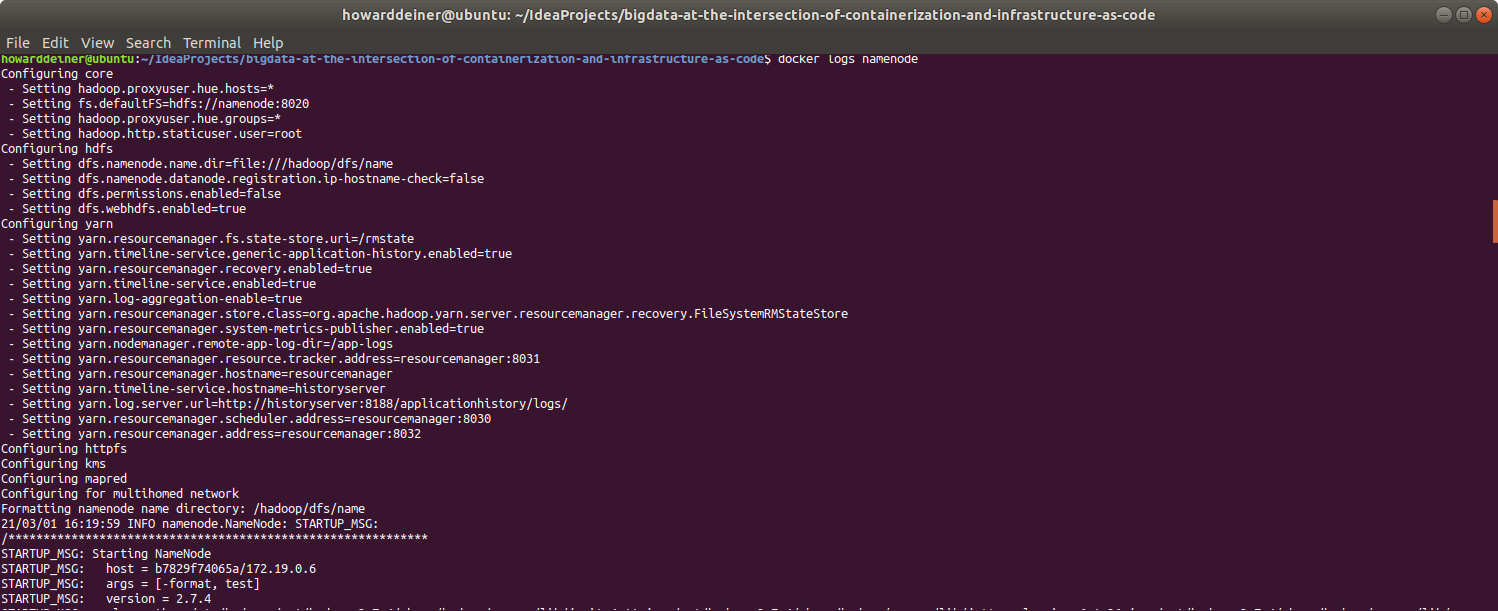 howarddeiner@ubuntu: ~/IdeaProjects/bigdata-at-the-intersection-of-containerization-and-infrastructure-as-code
File Edit View Search Terminal Help
howarddeiner@ubuntu:~/IdeaProjects/bigdata-at-the-intersection-of-containerization-and-infrastructure-as-code$ docker logs namenode
Configuring core
 - Setting hadoop.proxyuser.hue.hosts=*
 - Setting fs.defaultFS=hdfs://namenode:8020
 - Setting hadoop.proxyuser.hue.groups=*
 - Setting hadoop.http.staticuser.user=root
Configuring hdfs
 - Setting dfs.namenode.name.dir=file:///hadoop/dfs/name
 - Setting dfs.namenode.datanode.registration.ip-hostname-check=false
 - Setting dfs.permissions.enabled=false
 - Setting dfs.webhdfs.enabled=true
Configuring yarn
 - Setting yarn.resourcemanager.fs.state-store.uri=/rmstate
 - Setting yarn.timeline-service.generic-application-history.enabled=true
 - Setting yarn.resourcemanager.recovery.enabled=true
 - Setting yarn.timeline-service.enabled=true
 - Setting yarn.log-aggregation-enable=true
 - Setting yarn.resourcemanager.store.class=org.apache.hadoop.yarn.server.resourcemanager.recovery.FileSystemRMStateStore
 - Setting yarn.resourcemanager.system-metrics-publisher.enabled=true
 - Setting yarn.nodemanager.remote-app-log-dir=/app-logs
 - Setting yarn.resourcemanager.resource.tracker.address=resourcemanager:8031
 - Setting yarn.resourcemanager.hostname=resourcemanager
 - Setting yarn.timeline-service.hostname=historyserver
 - Setting yarn.log.server.url=http://historyserver:8188/applicationhistory/logs/
 - Setting yarn.resourcemanager.scheduler.address=resourcemanager:8030
 - Setting yarn.resourcemanager.address=resourcemanager:8032
Configuring httpfs
Configuring kms
Configuring mapred
Configuring for multihomed network
Formatting namenode name directory: /hadoop/dfs/name
21/03/01 16:19:59 INFO namenode.NameNode: STARTUP_MSG:
/************************************************************
STARTUP_MSG: Starting NameNode
STARTUP_MSG:   host = b7829f74065a/172.19.0.6
STARTUP_MSG:   args = [-format, test]
STARTUP_MSG:   version = 2.7.4